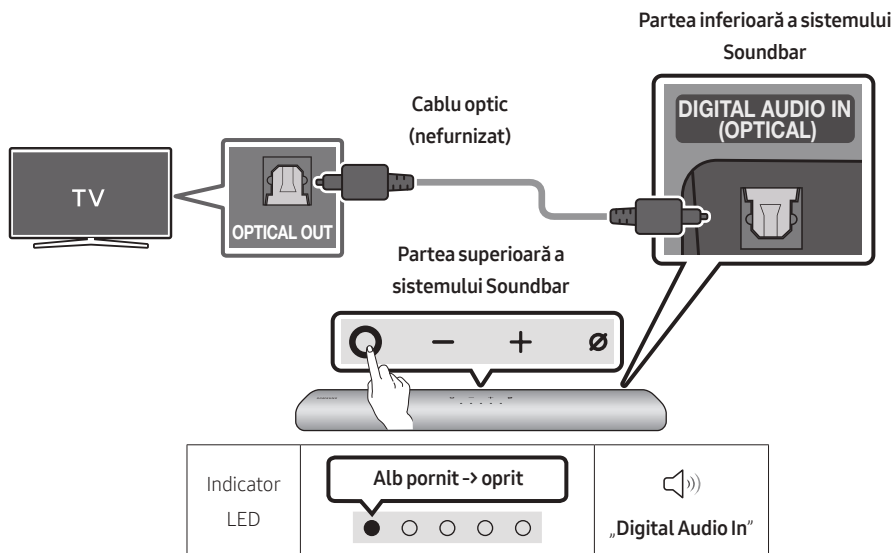 Partea inferioară a sistemului
Soundbar
DIGITAL AUDIO IN
(OPTICAL)
Cablu optic
(nefurnizat)
TV
OPTICAL OUT
Partea superioară a
sistemului Soundbar
Indicator
LED
Alb pornit -> oprit
„Digital Audio In”